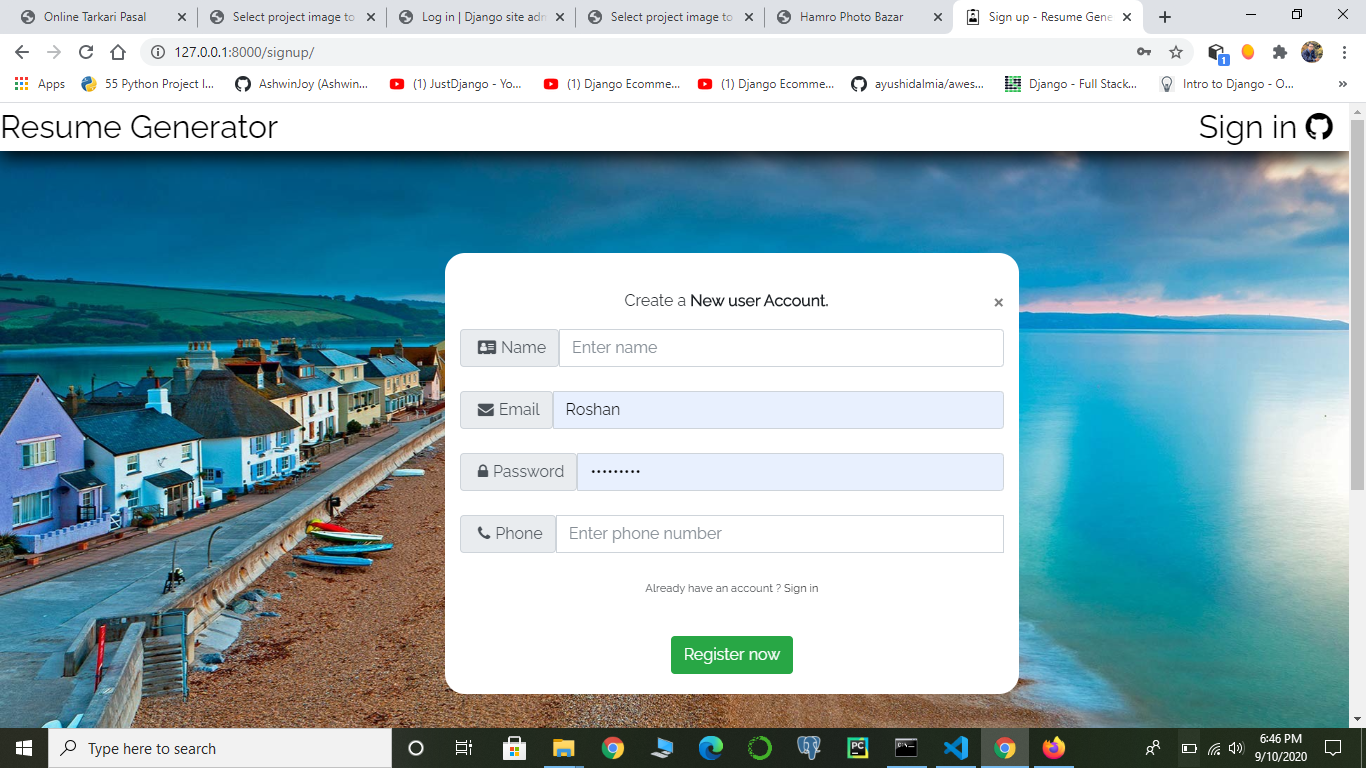 Online Tarkari Pasal
Select project image to
Log in | Django site adm
Select project image to
Hamro Photo Bazar
Sign up - Resume Gene
127.0.0.1:8000/signup/
1
Apps
55 Python Project I...
AshwinJoy (Ashwin...
(1) JustDjango - Yo...
(1) Django Ecomme...
(1) Django Ecomme...
ayushidalmia/awes...
Django - Full Stack...
Intro to Django - O...
Resume Generator
Sign in
Create a New user Account.
Name
Enter name
Email
Roshan
Password
•••••••••
Phone
Enter phone number
Already have an account ? Sign in
Register now
Type here to search
PC
6:46 PM
9/10/2020